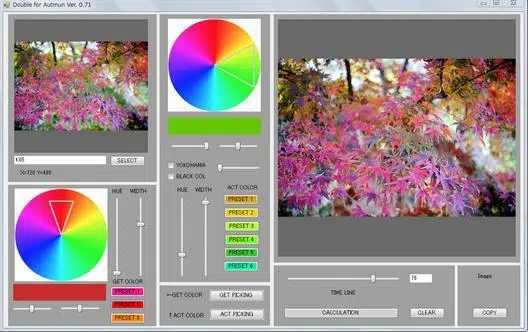 Double for Autmun Ver. 0.71
K05
SELECT
X=720 Y=480
HUE WIDTH
GET COLOR
PRESET 1
PRESET 2
PRESET 3
YOKOHAMA
BLACK COL
HUE WIDTH
ACT COLOR
PRESET 1
PRESET 2
PRESET 3
PRESET 4
PRESET 5
PRESET 6
←GET COLOR
GET PICKING
↑ACT COLOR
ACT PICKING
76
TIME LINE
CALCULATION
CLEAR
Image
COPY